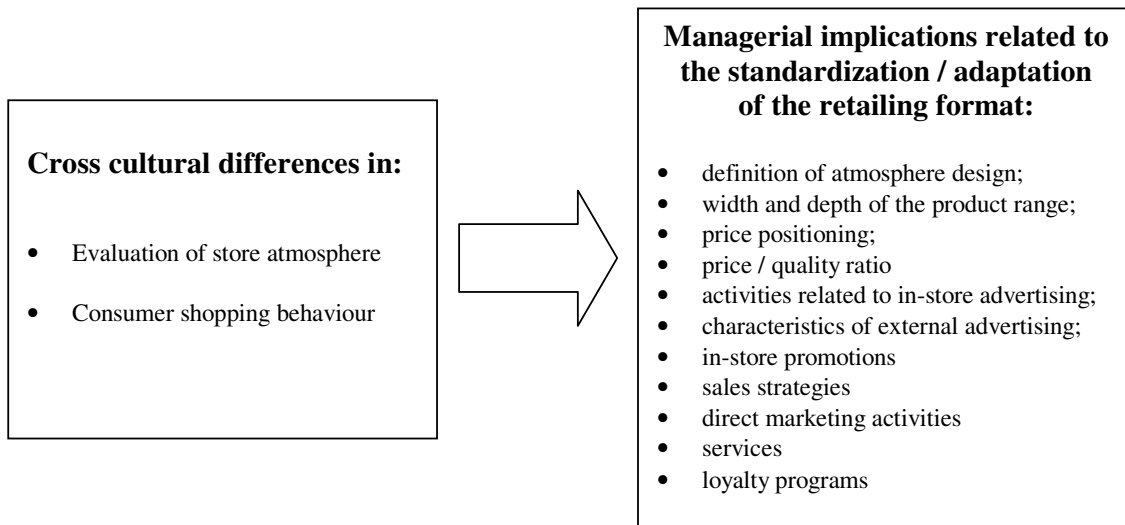 Cross cultural differences in:
• Evaluation of store atmosphere
• Consumer shopping behaviour
Managerial implications related to
the standardization / adaptation
of the retailing format:
• definition of atmosphere design;
• width and depth of the product range;
• price positioning;
• price / quality ratio
• activities related to in-store advertising;
• characteristics of external advertising;
• in-store promotions
• sales strategies
• direct marketing activities
• services
• loyalty programs